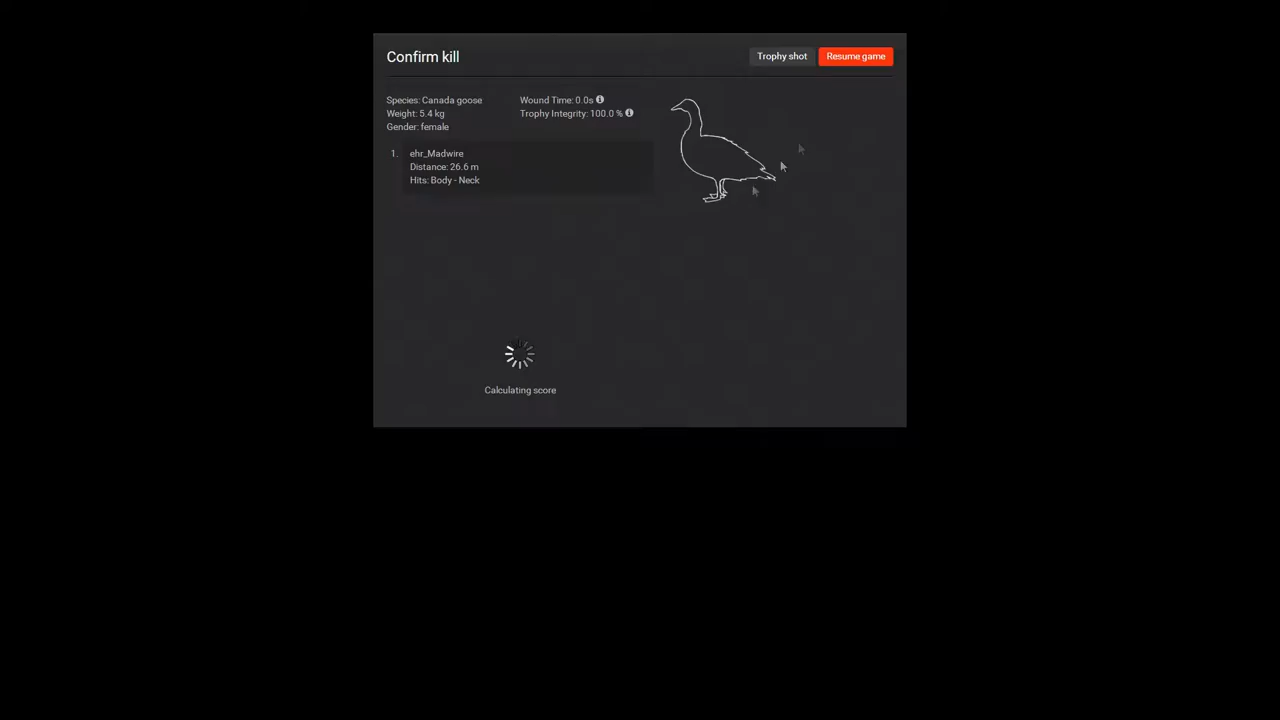 Confirm kill
Trophy shot
Resume game
Species: Canada goose
Weight: 5.4 kg
Gender: female
Wound Time: 0.0s
Trophy Integrity: 100.0 %
1. ehr_Madwire
Distance: 26.6 m
Hits: Body - Neck
Calculating score